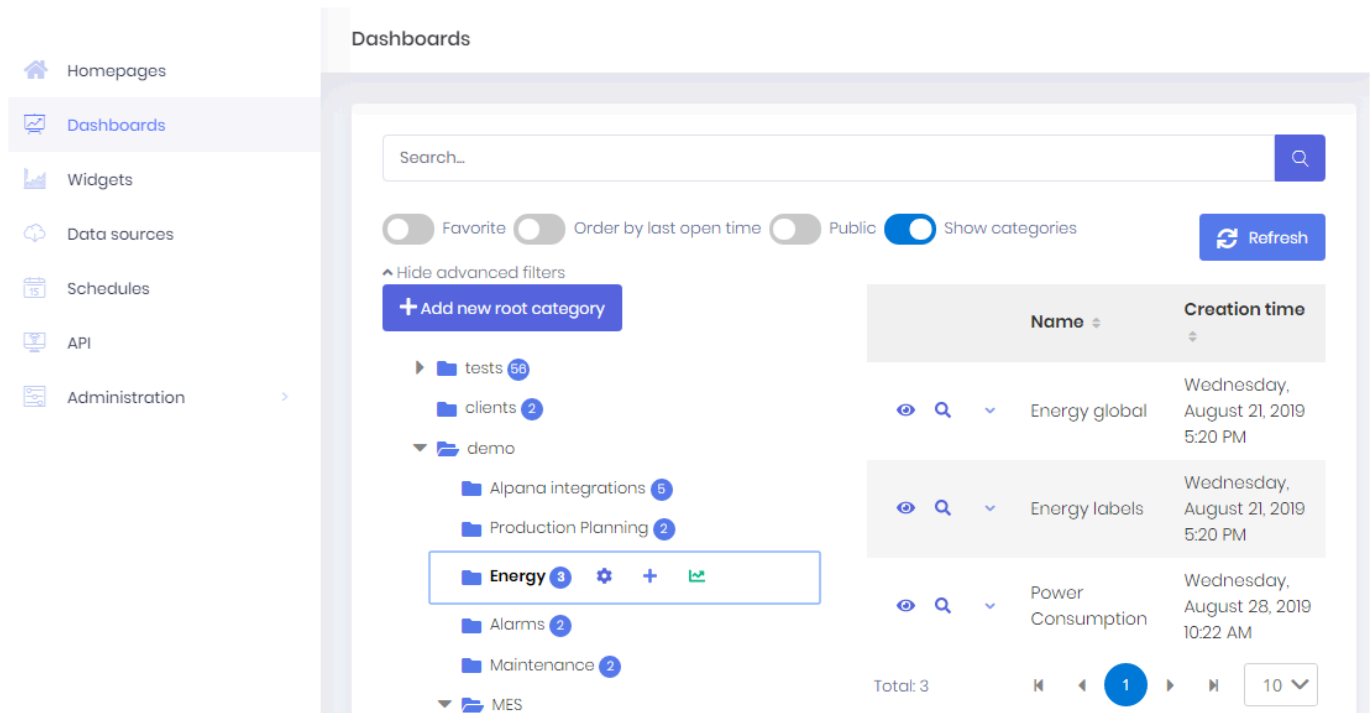 Dashboards
Homepages
Dashboards
Widgets
Data sources
15
Schedules
API
Administration
Search...
Favorite Order by last open time Public Show categories
Refresh
Hide advanced filters
Add new root category
tests 56
clients 2
demo
Alpana integrations 5
Production Planning 2
Energy 3
Alarms 2
Maintenance 2
MES
Name Creation time
Energy global
Wednesday,
August 21, 2019
5:20 PM
Energy labels
Wednesday,
August 21, 2019
5:20 PM
Power
Consumption
Wednesday,
August 28, 2019
10:22 AM
Total: 3
1
10